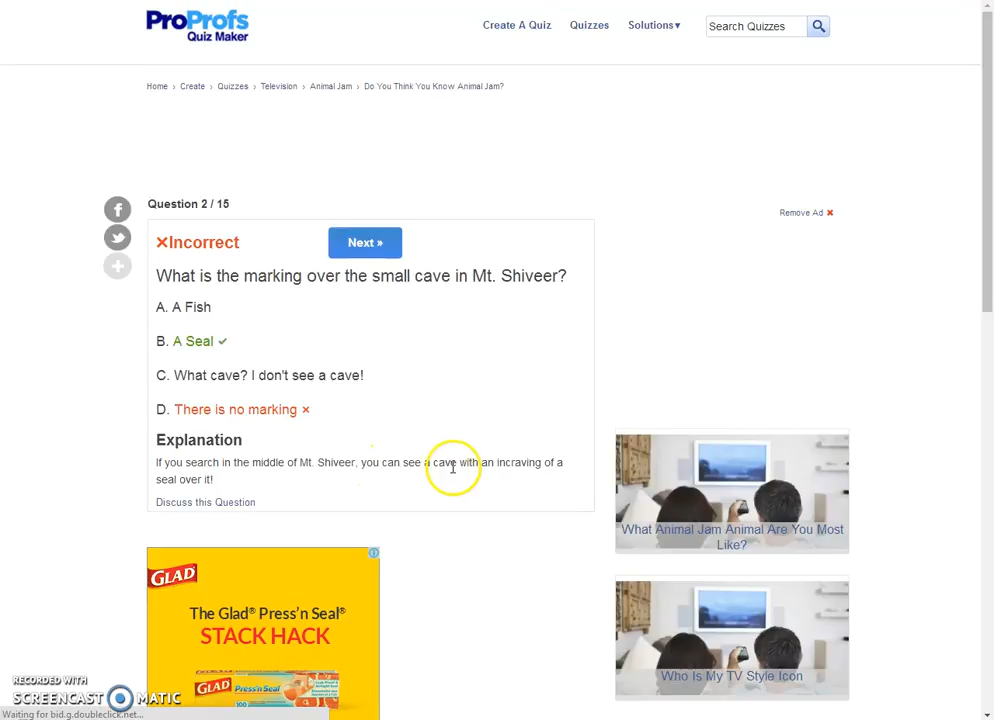 ProProfs
Quiz Maker
Create A Quiz
Quizzes
Solutions▾
Search Quizzes
Home › Create › Quizzes › Television › Animal Jam › Do You Think You Know Animal Jam?
Question 2 / 15
Remove Ad ✖
✕Incorrect
Next »
What is the marking over the small cave in Mt. Shiveer?
A. A Fish
B. A Seal ✔
C. What cave? I don't see a cave!
D. There is no marking ×
Explanation
If you search in the middle of Mt. Shiveer, you can see a cave with an incraving of a
seal over it!
Discuss this Question
What Animal Jam Animal Are You Most
Like?
GLAD
The Glad® Press'n Seal®
STACK HACK
GLAD
Press'n Seal
100
Who Is My TV Style Icon
RECORDED WITH
SCREENCAST MATIC
Waiting for bid.g.doubleclick.net...